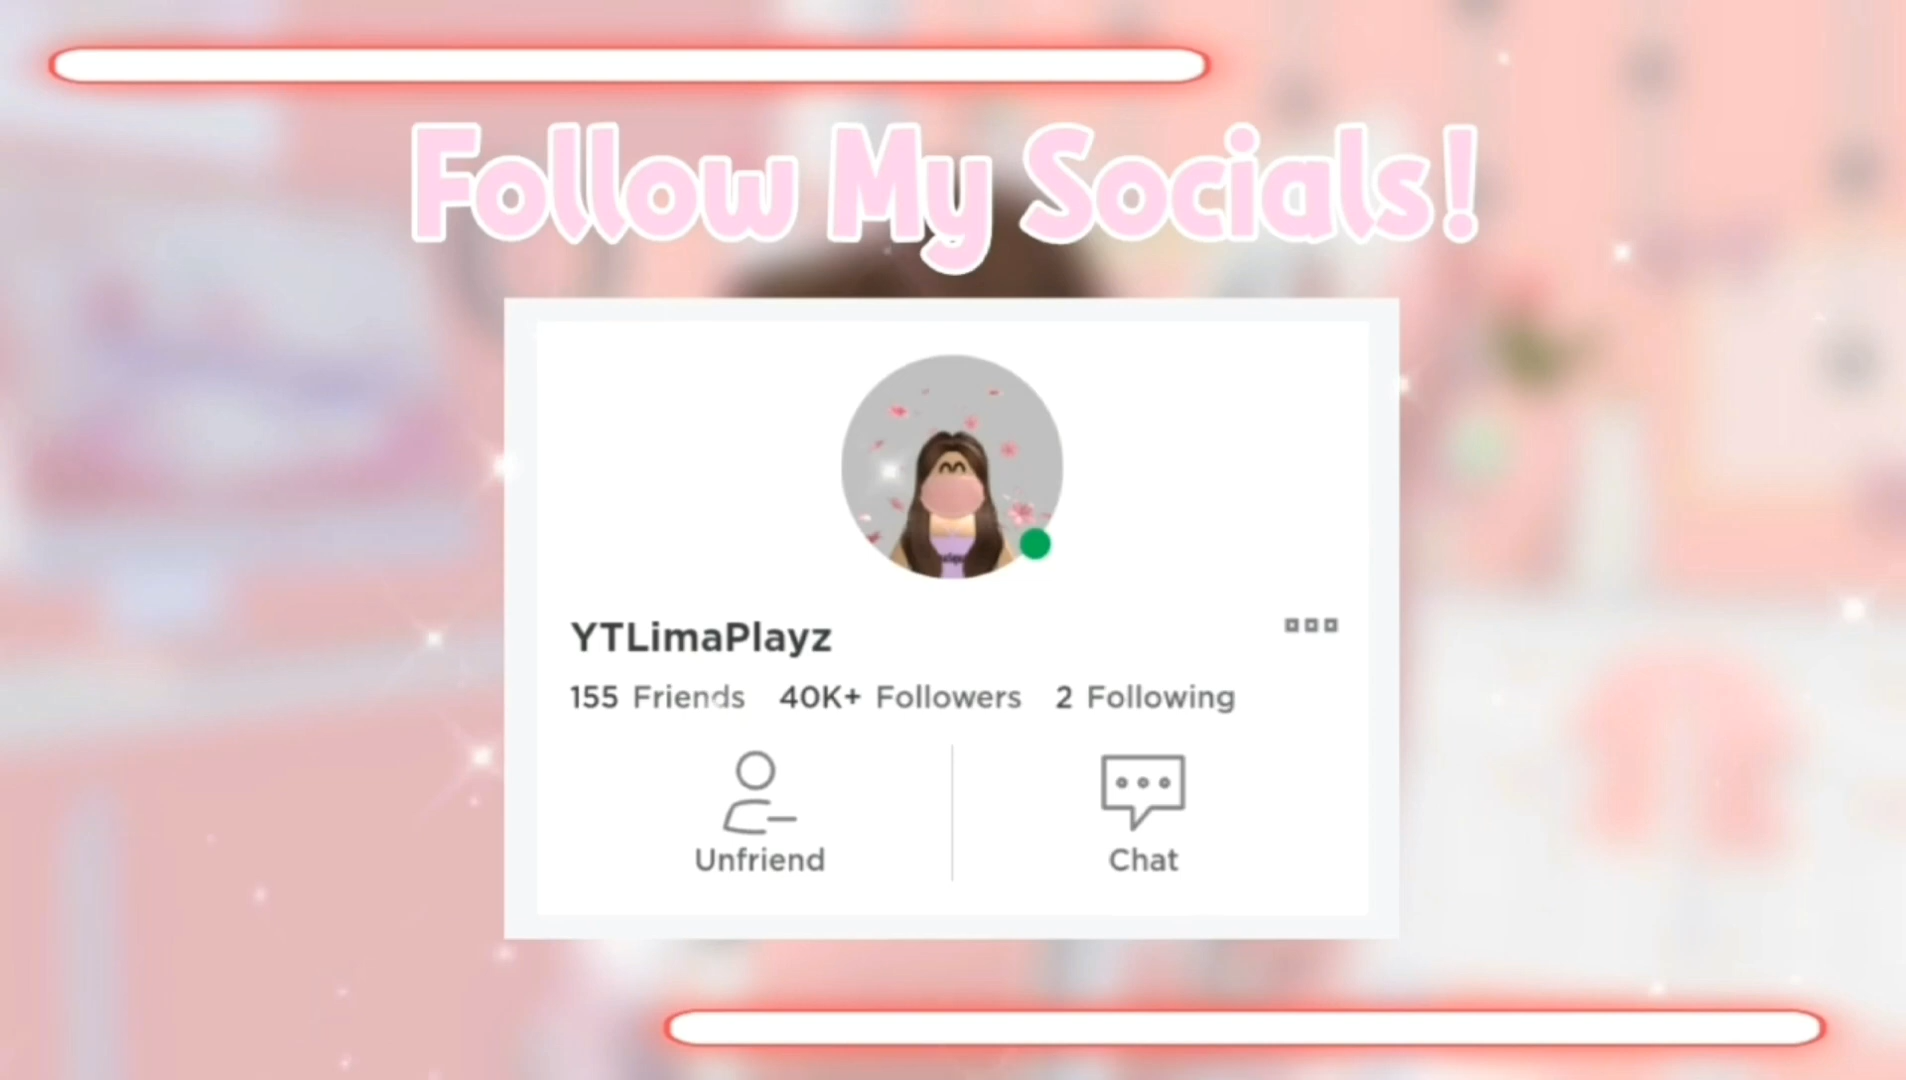 Follow My Socials!
YTLimaPlayz
155 Friends 40K+ Followers 2 Following
Unfriend Chat